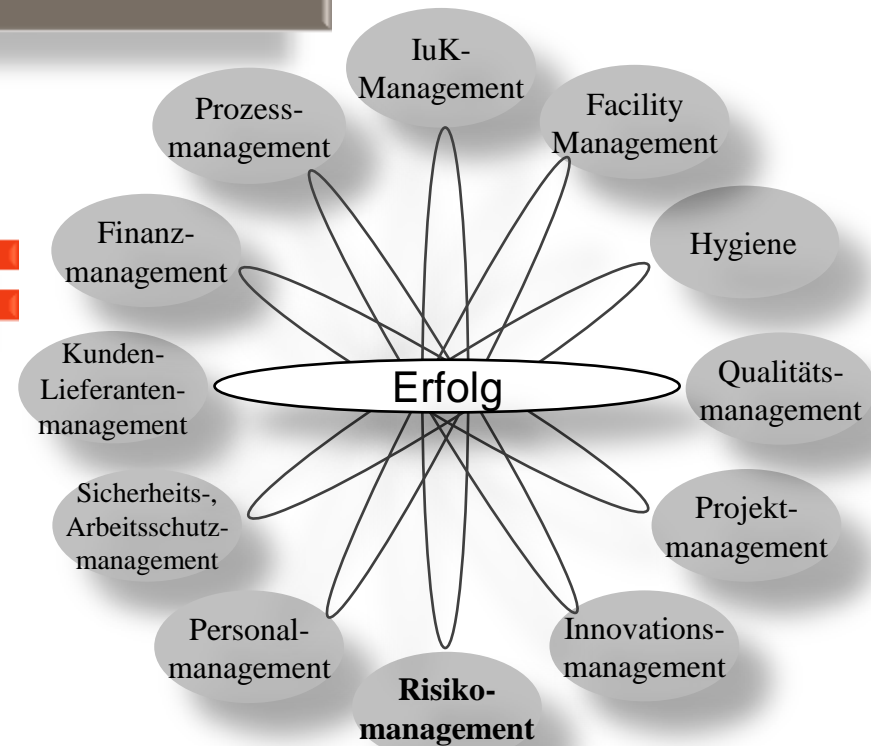 IuK-
Management
Facility
Management
Prozess-
management
Hygiene
Finanz-
management
Kunden-
Lieferanten-
management
Erfolg
Qualitäts-
management
Sicherheits-,
Arbeitsschutz-
management
Projekt-
management
Personal-
management
Innovations-
management
Risiko-
management